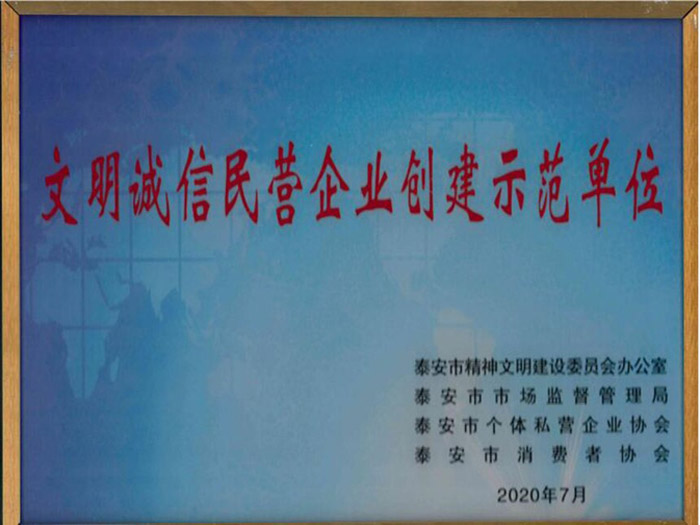 文明诚信民营企业创建示范单位
泰安市精神文明建设委员会办公室
泰安市市场监督管理局
泰安市个体私营企业协会
泰安市消费者协会
2020年7月